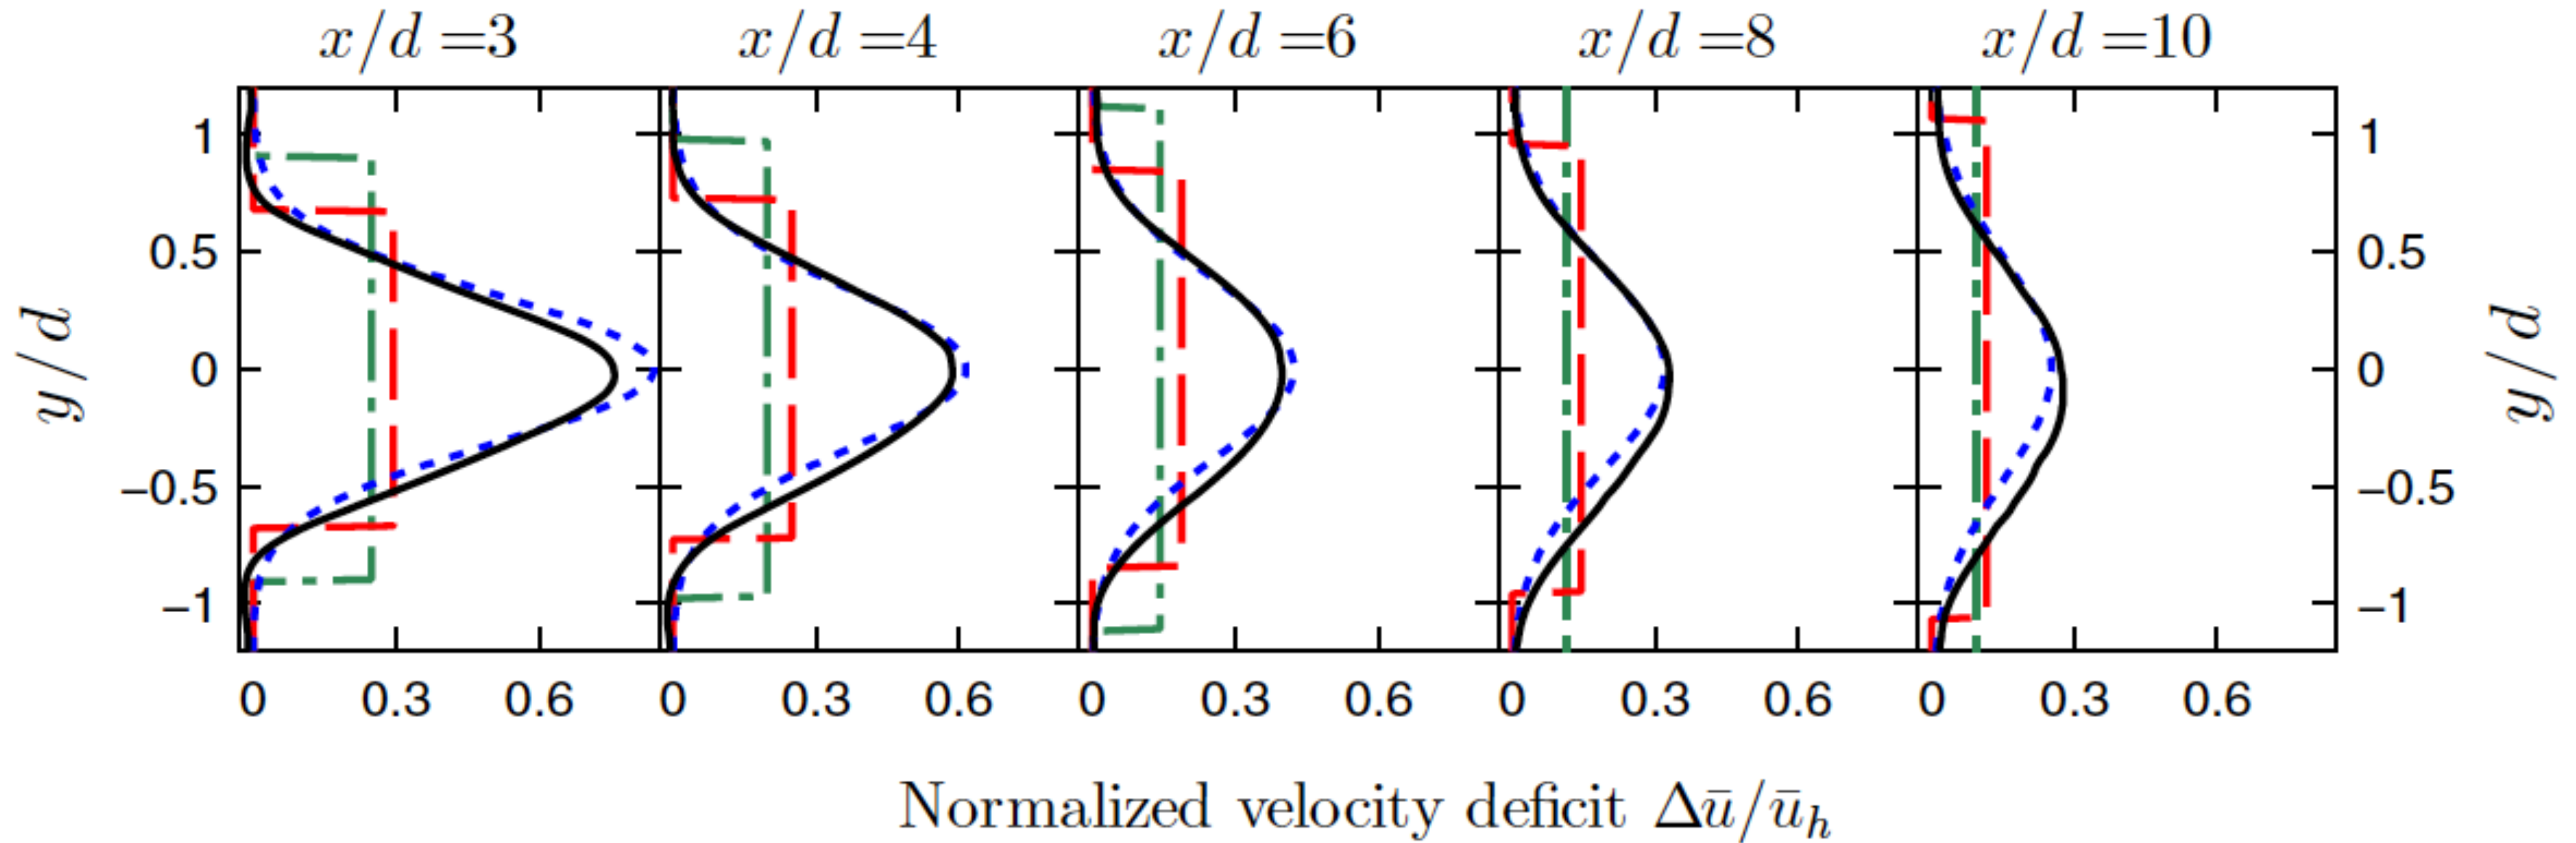 x/d =3 x/d =4 x/d =6 x/d =8 x/d =10
1 1
0.5 0.5
0 0
−0.5 −0.5
−1 −1
y/d y/d
0 0.3 0.6 0 0.3 0.6 0 0.3 0.6 0 0.3 0.6 0 0.3 0.6
Normalized velocity deficit Δū/ū_h